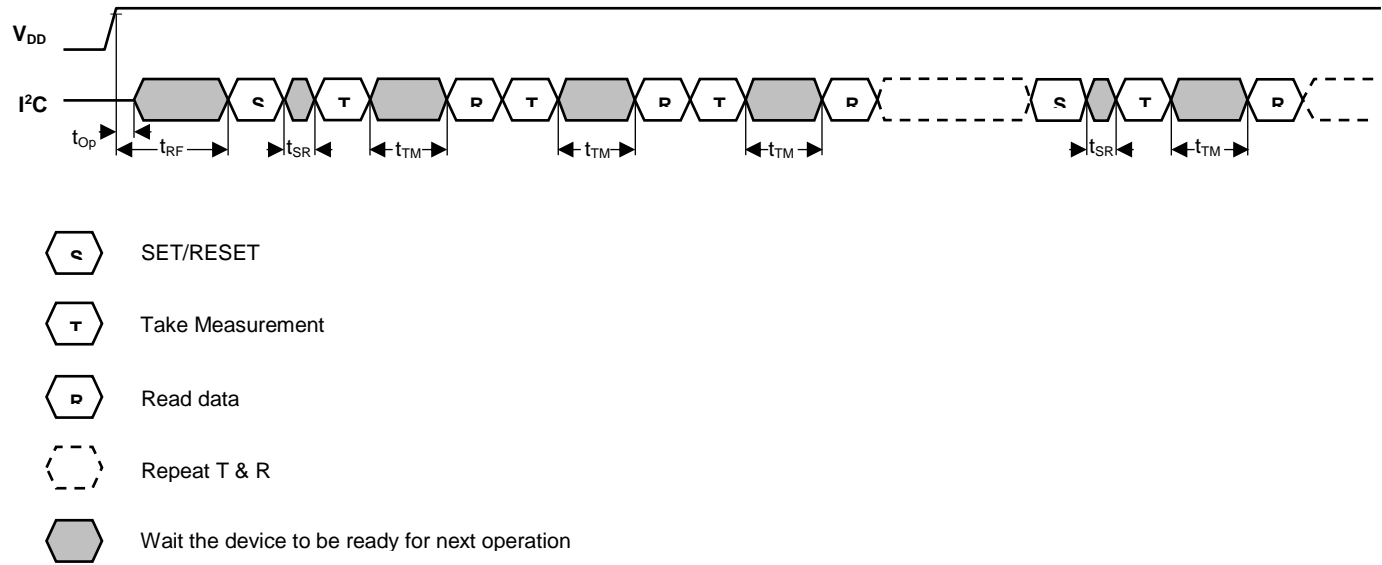 VDD
I²C
S T R T R T R S T R
tOp tRF tSR tTM tTM tTM tSR tTM
S SET/RESET
T Take Measurement
R Read data
Repeat T & R
Wait the device to be ready for next operation